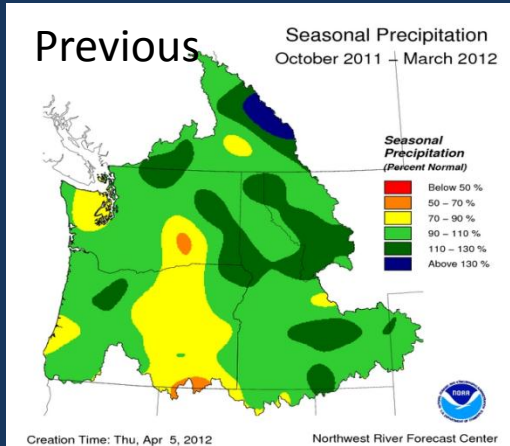 Previous
Seasonal Precipitation
October 2011 – March 2012
Seasonal
Precipitation
(Percent Normal)
Below 50 %
50 – 70 %
70 – 90 %
90 – 110 %
110 – 130 %
Above 130 %
NOAA
Creation Time: Thu, Apr 5, 2012
Northwest River Forecast Center